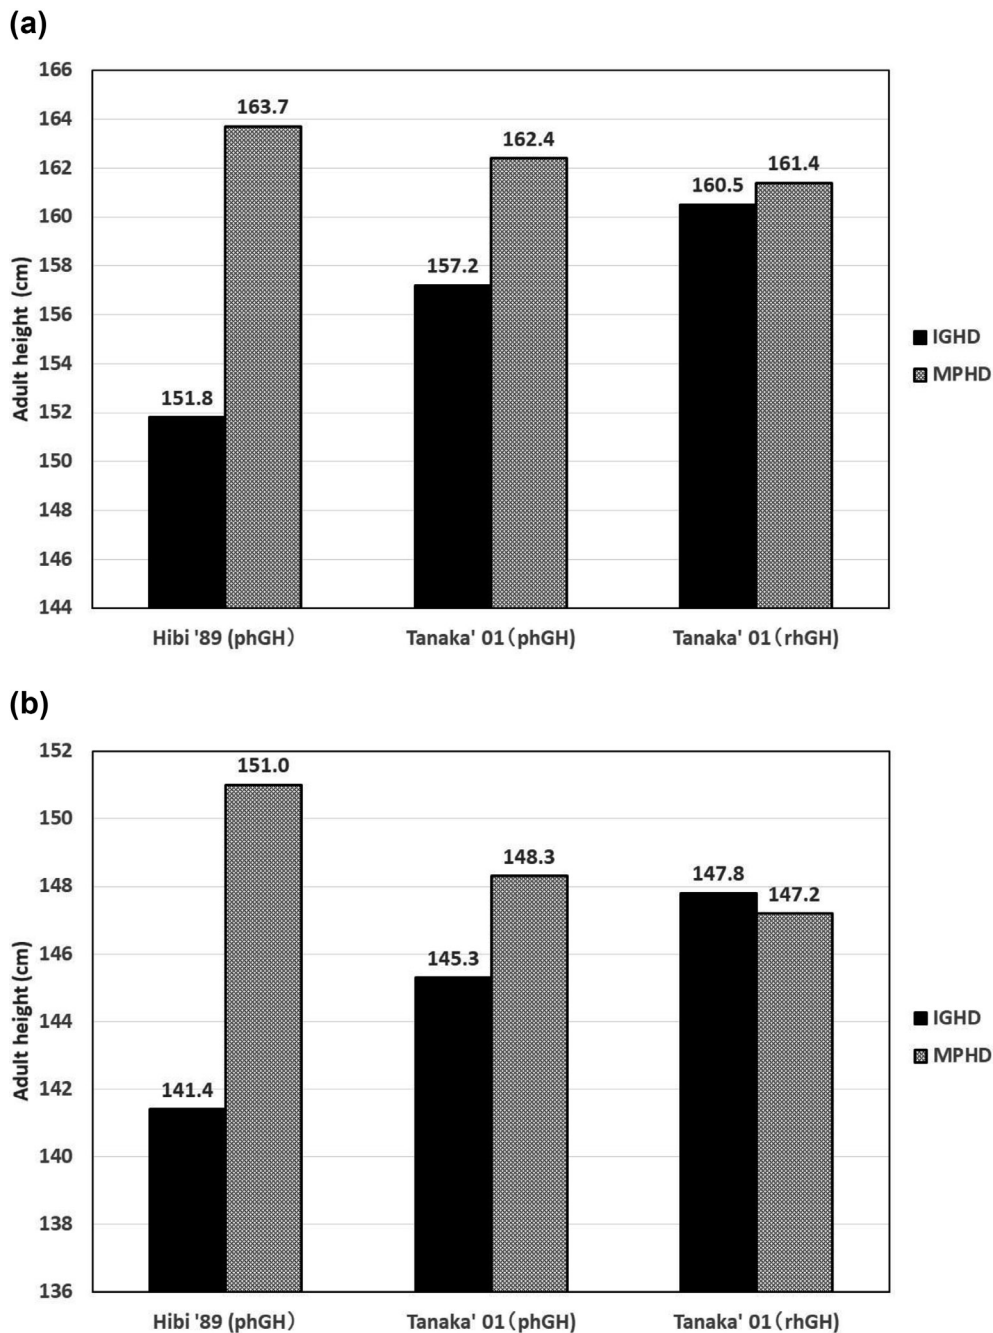 (a)
166
164
162
160
158
156
154
152
150
148
146
144
Adult height (cm)
163.7
162.4
161.4
160.5
157.2
151.8
IGHD
MPHD
Hibi '89 (phGH）
Tanaka' 01（phGH)
Tanaka' 01（rhGH)
(b)
152
150
148
146
144
142
140
138
136
Adult height (cm)
151.0
148.3
147.8
147.2
145.3
141.4
IGHD
MPHD
Hibi '89 (phGH）
Tanaka' 01（phGH)
Tanaka' 01（rhGH)